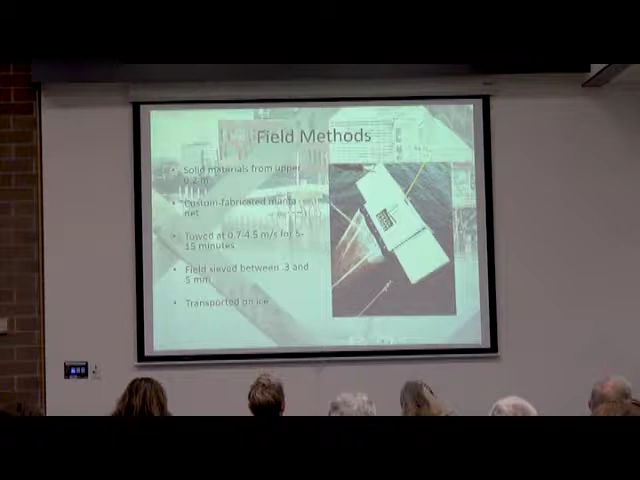 Field Methods
• Solid materials from upper
0.2 m
• Custom-fabricated manta
net
• Towed at 0.7-4.5 m/s for 5-
15 minutes
• Field sieved between .3 and
5 mm
• Transported on ice